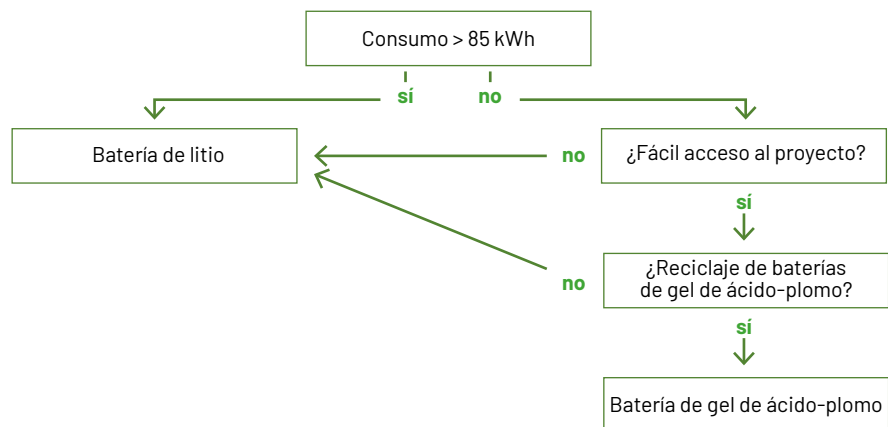 Consumo > 85 kWh
sí
no
Batería de litio
no
¿Fácil acceso al proyecto?
sí
no
¿Reciclaje de baterías
de gel de ácido-plomo?
sí
Batería de gel de ácido-plomo